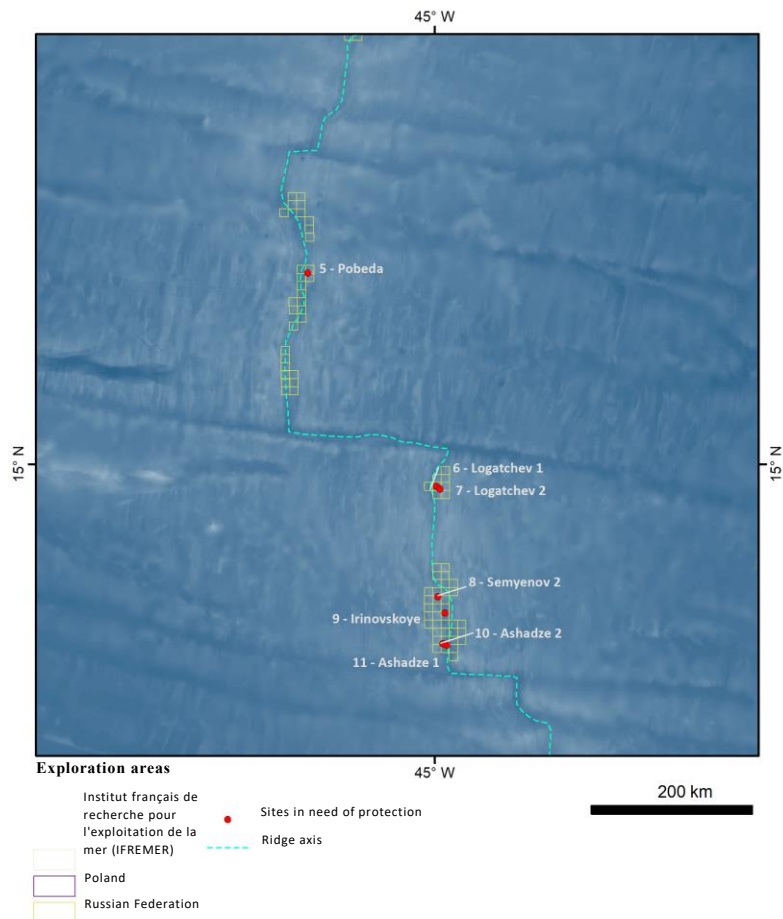 45° W
5 - Pobeda
15° N
15° N
6 - Logatchev 1
7 - Logatchev 2
8 - Semyenov 2
9 - Irinovskoye
10 - Ashadze 2
11 - Ashadze 1
45° W
Exploration areas
Institut français de
recherche pour
l'exploitation de la
mer (IFREMER)
Poland
Russian Federation
Sites in need of protection
Ridge axis
200 km